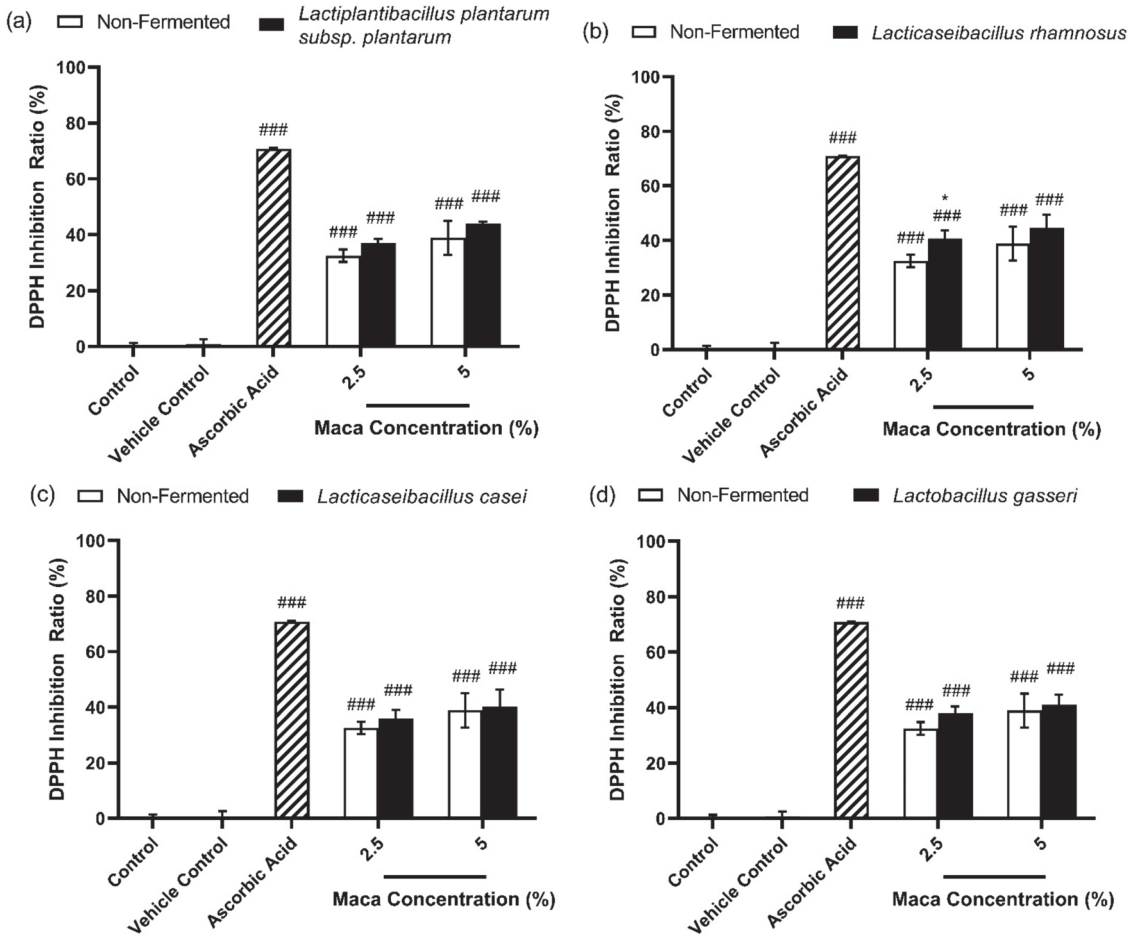 (a) Non-Fermented Lactiplantibacillus plantarum
subsp. plantarum
DPPH Inhibition Ratio (%)
100
80
60
40
20
0
###
### ###
### ###
Control
Vehicle Control
Ascorbic Acid
2.5
5
Maca Concentration (%)
(b) Non-Fermented Lacticaseibacillus rhamnosus
DPPH Inhibition Ratio (%)
100
80
60
40
20
0
###
*
### ###
### ###
Control
Vehicle Control
Ascorbic Acid
2.5
5
Maca Concentration (%)
(c) Non-Fermented Lacticaseibacillus casei
DPPH Inhibition Ratio (%)
100
80
60
40
20
0
###
### ###
### ###
Control
Vehicle Control
Ascorbic Acid
2.5
5
Maca Concentration (%)
(d) Non-Fermented Lactobacillus gasseri
DPPH Inhibition Ratio (%)
100
80
60
40
20
0
###
### ###
### ###
Control
Vehicle Control
Ascorbic Acid
2.5
5
Maca Concentration (%)